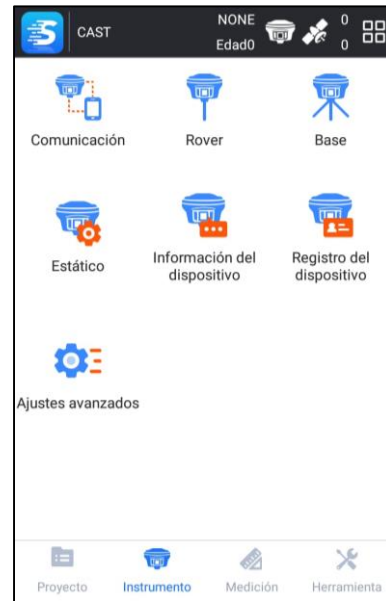 S CAST NONE 0
Edad0 0
Comunicación Rover Base
Estático Información del dispositivo Registro del dispositivo
Ajustes avanzados
Proyecto Instrumento Medición Herramienta